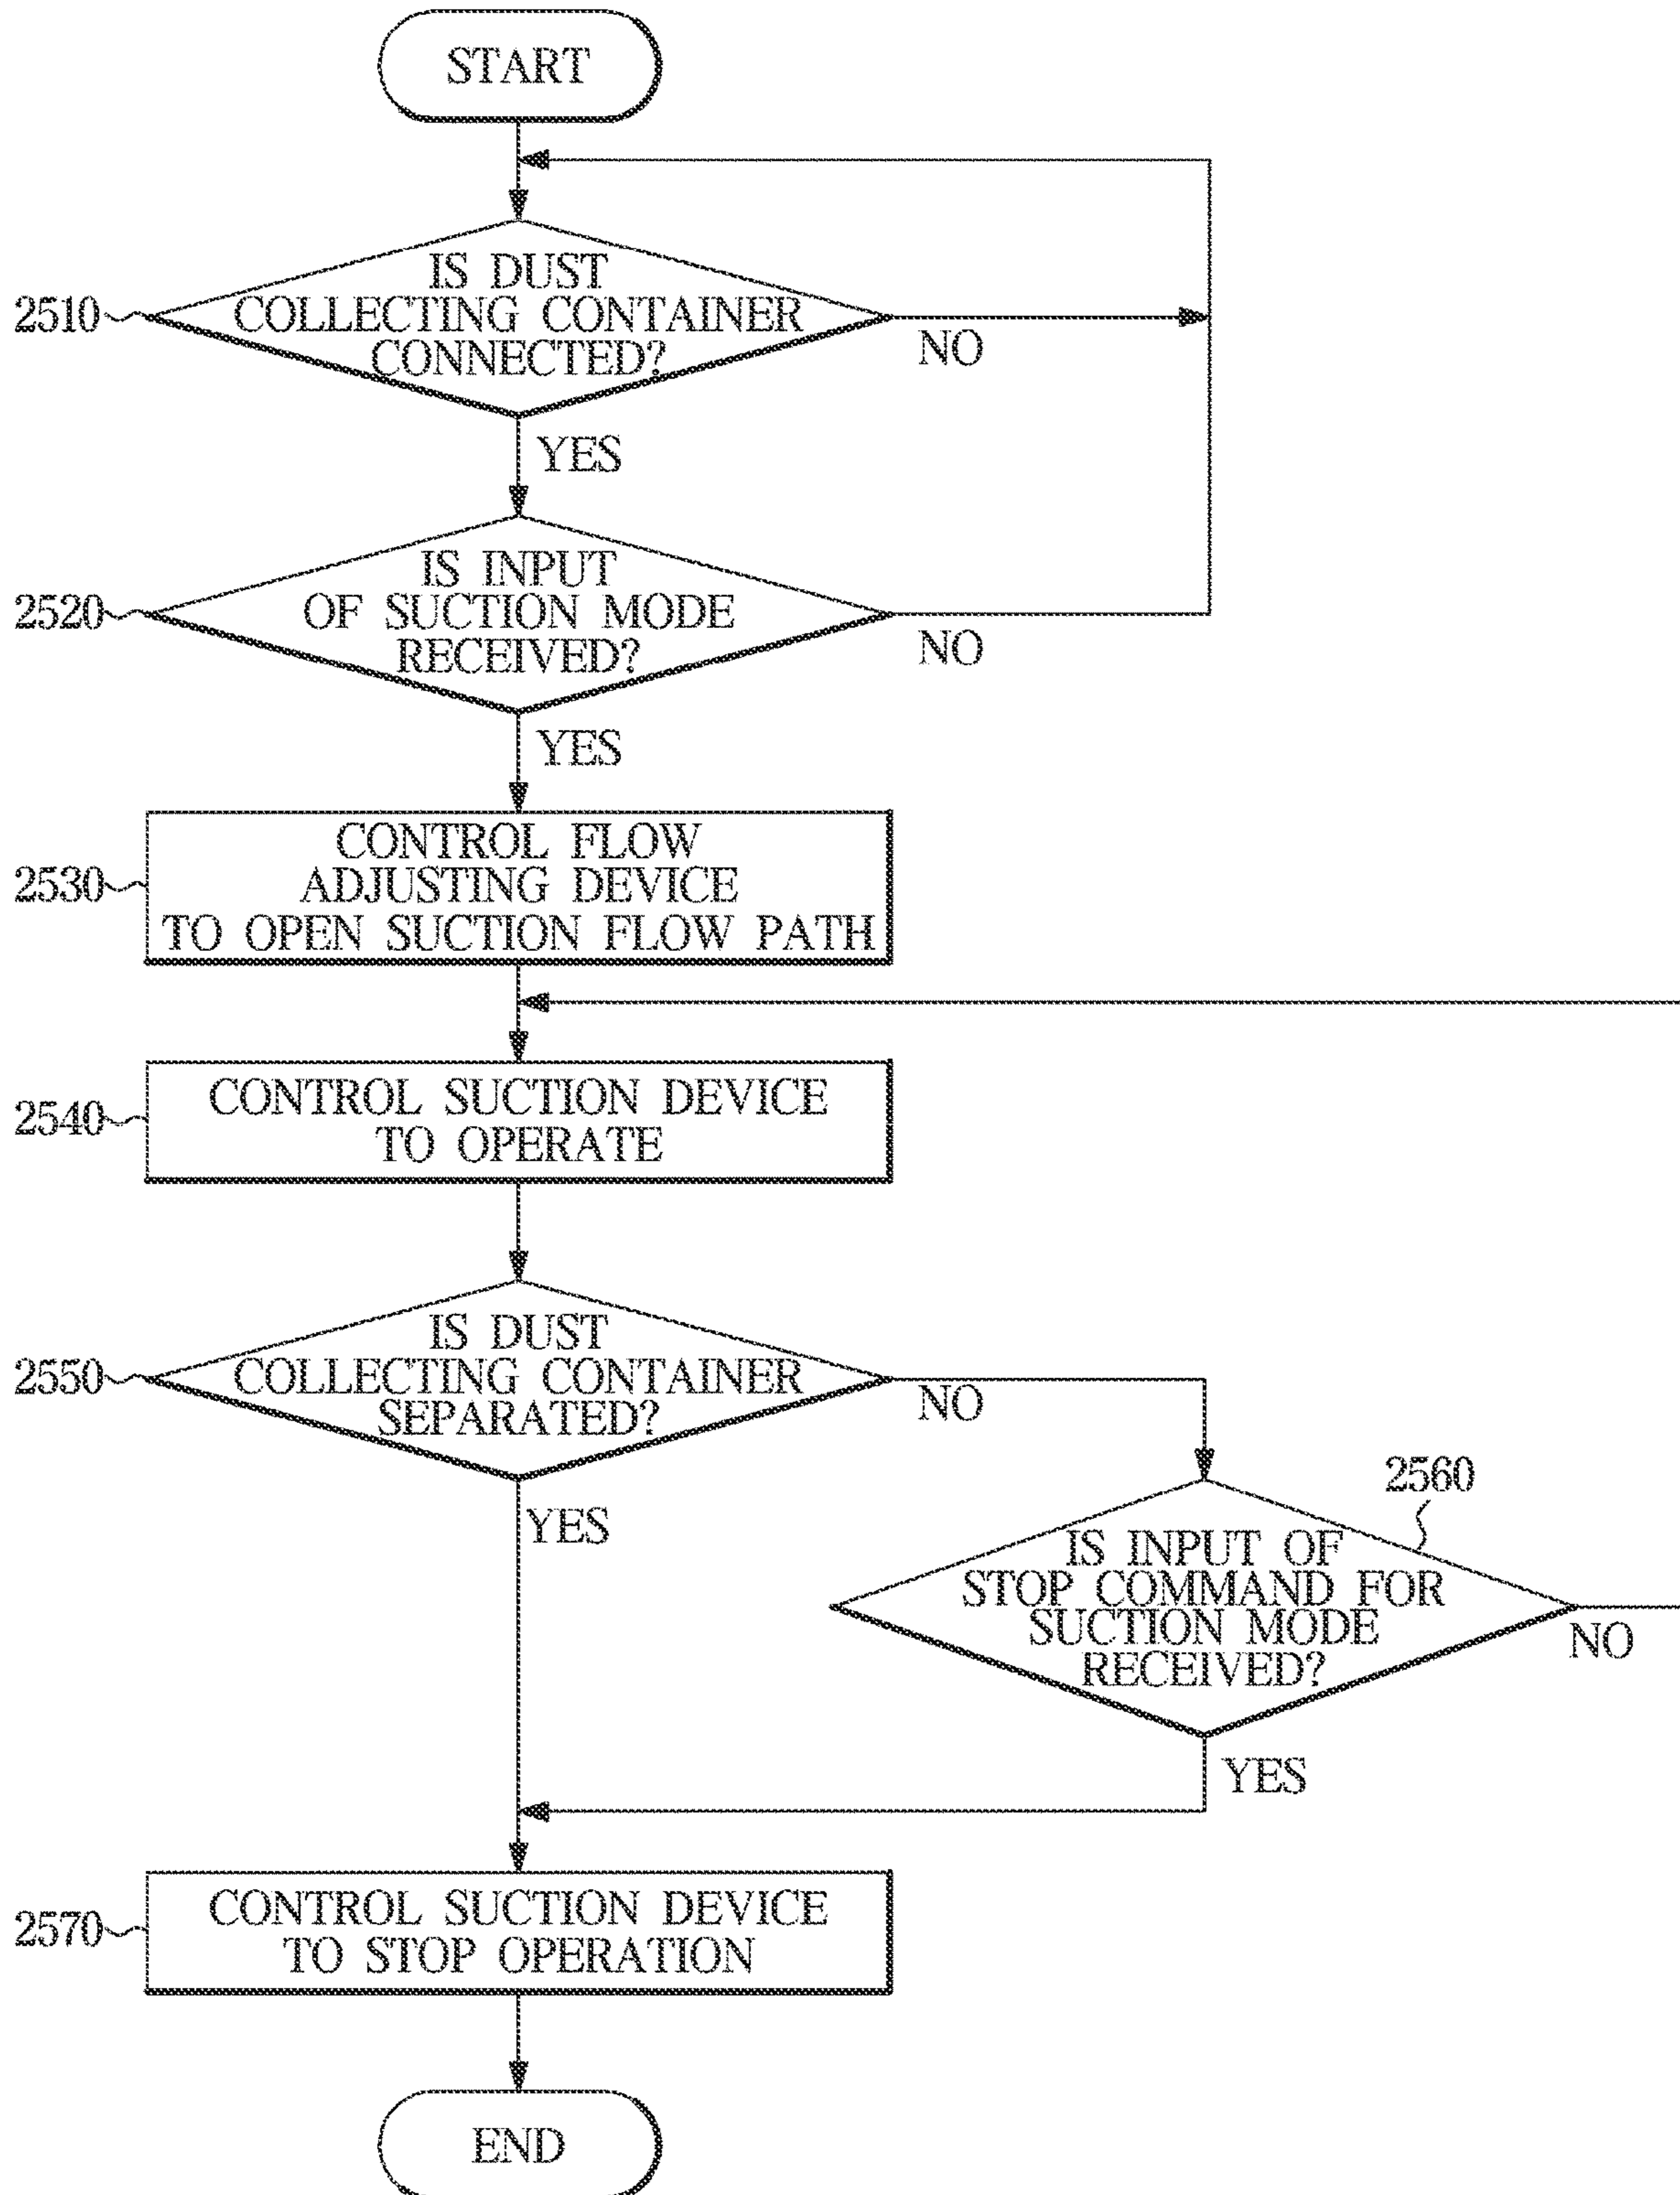 START
IS DUST
COLLECTING CONTAINER
CONNECTED?
2510
NO
YES
IS INPUT
OF SUCTION MODE
RECEIVED?
2520
NO
YES
CONTROL FLOW
ADJUSTING DEVICE
TO OPEN SUCTION FLOW PATH
2530
CONTROL SUCTION DEVICE
TO OPERATE
2540
IS DUST
COLLECTING CONTAINER
SEPARATED?
2550
NO
YES
2560
IS INPUT OF
STOP COMMAND FOR
SUCTION MODE
RECEIVED?
NO
YES
CONTROL SUCTION DEVICE
TO STOP OPERATION
2570
END